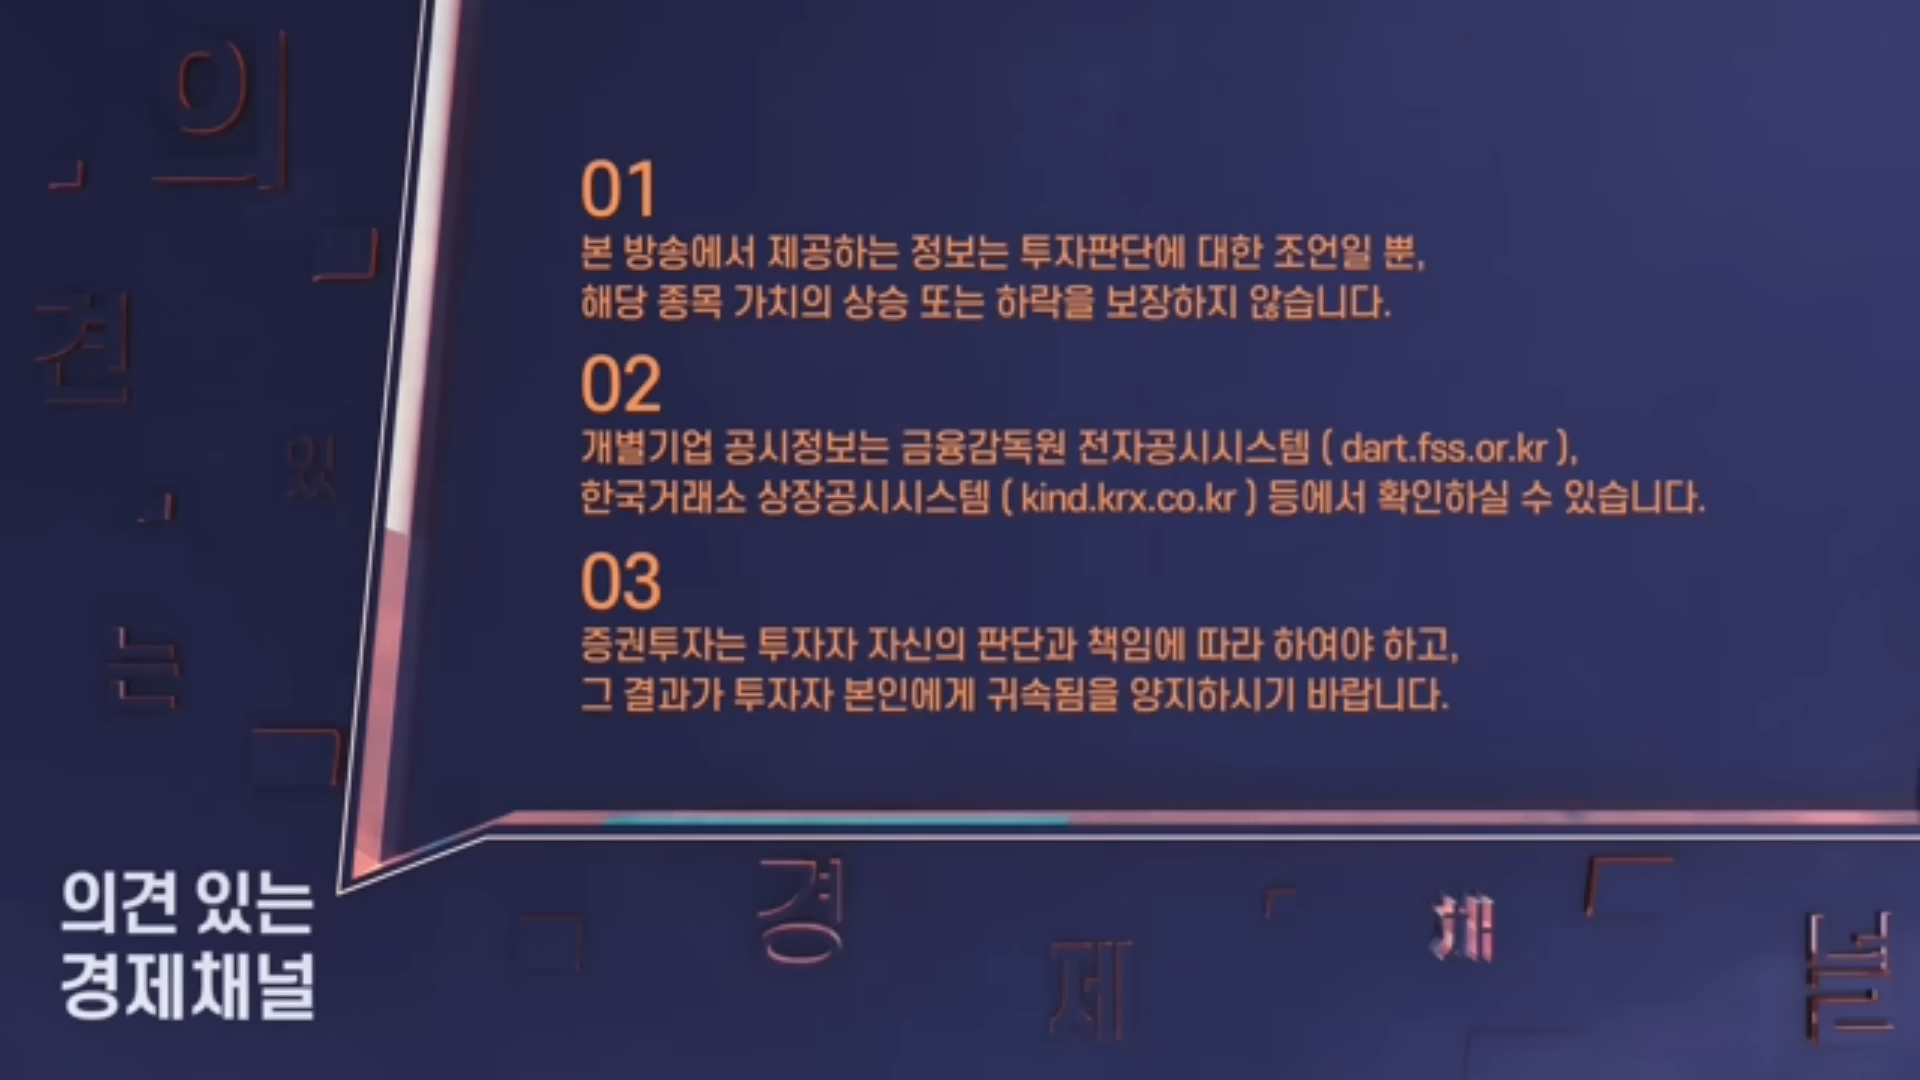 01
본 방송에서 제공하는 정보는 투자판단에 대한 조언일 뿐,
해당 종목 가치의 상승 또는 하락을 보장하지 않습니다.
02
개별기업 공시정보는 금융감독원 전자공시시스템 ( dart.fss.or.kr ),
한국거래소 상장공시시스템 ( kind.krx.co.kr ) 등에서 확인하실 수 있습니다.
03
증권투자는 투자자 자신의 판단과 책임에 따라 하여야 하고,
그 결과가 투자자 본인에게 귀속됨을 양지하시기 바랍니다.
의견 있는
경제채널
의
견
있
는
경
제
채
널